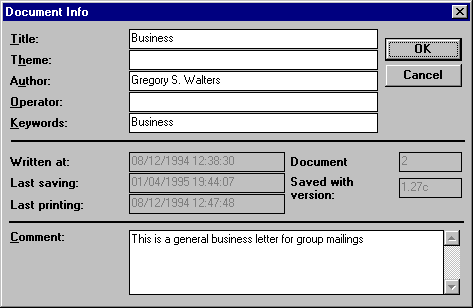 Document Info
Title: Business
OK
Theme:
Cancel
Author: Gregory S. Walters
Operator:
Keywords: Business
Written at: 08/12/1994 12:38:30 Document 2
Last saving: 01/04/1995 19:44:07 Saved with version: 1.27c
Last printing: 08/12/1994 12:47:48
Comment: This is a general business letter for group mailings